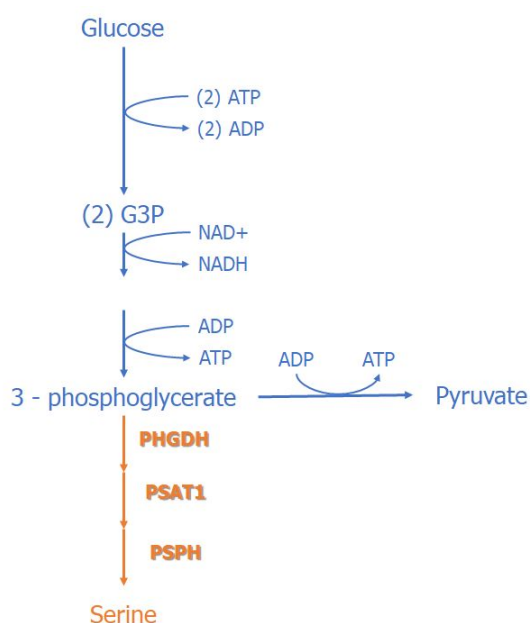 Glucose
(2) ATP
(2) ADP
(2) G3P
NAD+
NADH
ADP
ATP
ADP ATP
3 - phosphoglycerate
Pyruvate
PHGDH
PSAT1
PSPH
Serine